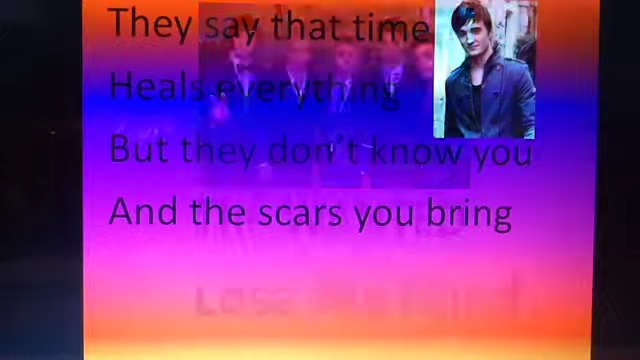 They say that time
Heals everything
But they don't know you
And the scars you bring